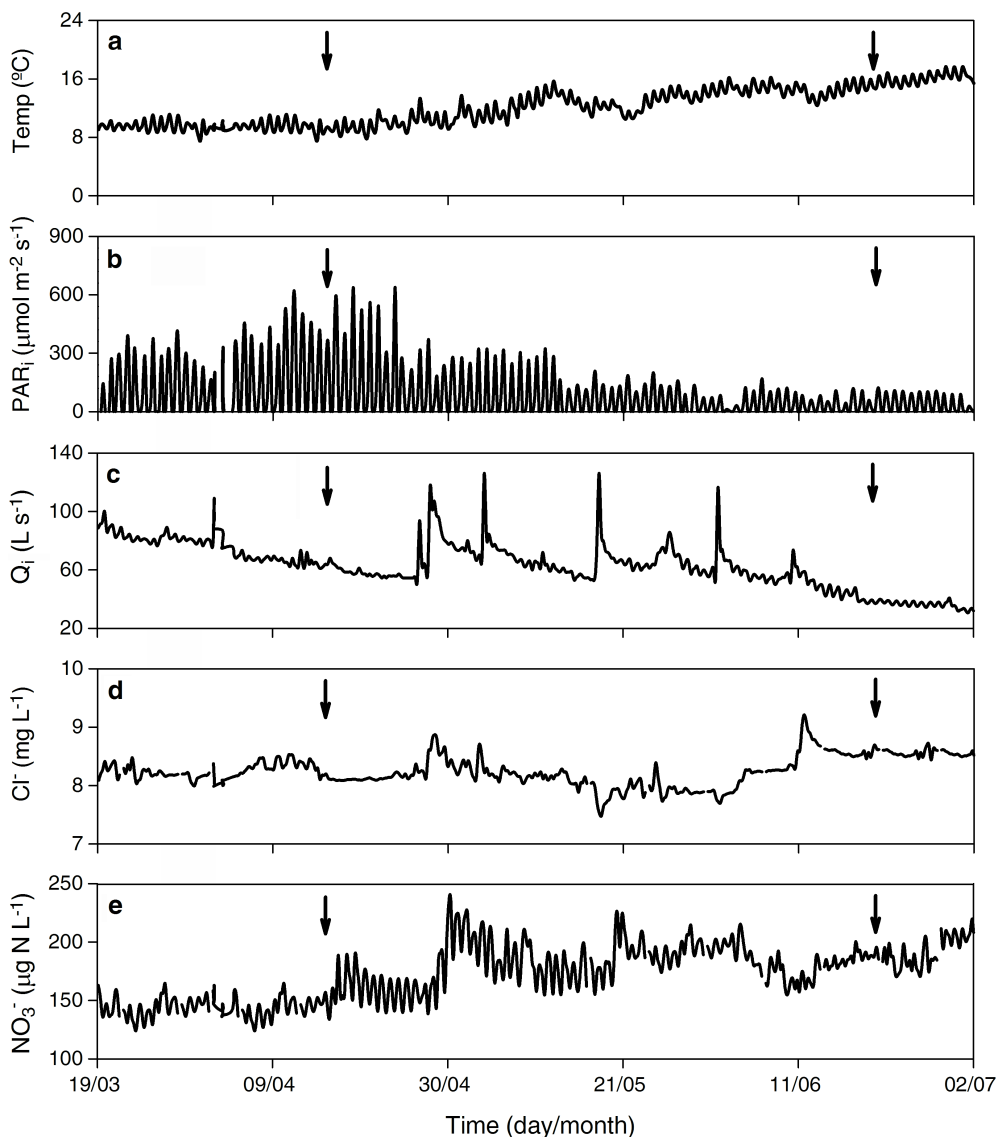 24
a
16
8
0
Temp (ºC)
900
b
600
300
0
PARi (μmol m-2 s-1)
140
c
100
60
20
Qi (L s-1)
10
d
9
8
7
Cl- (mg L-1)
250
e
200
150
100
NO3- (μg N L-1)
19/03 09/04 30/04 21/05 11/06 02/07
Time (day/month)